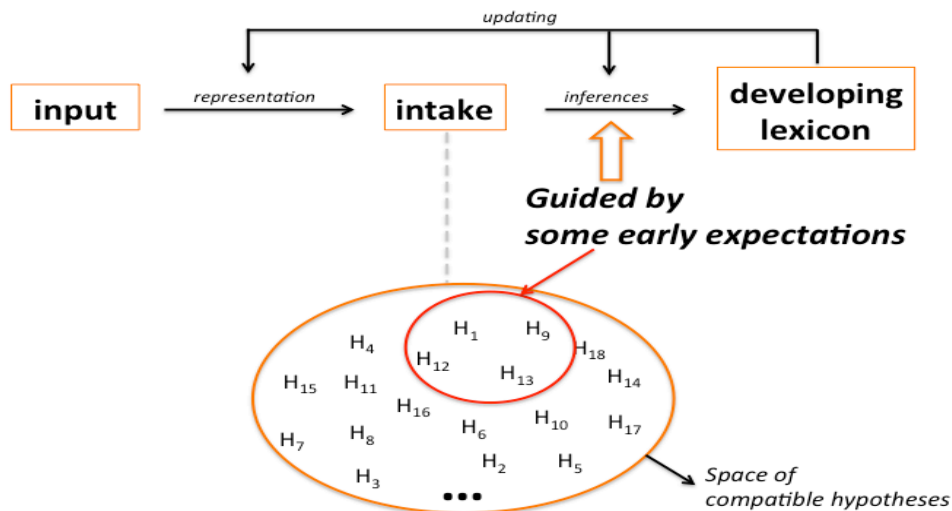 updating
input
representation
intake
inferences
developing
lexicon
Guided by
some early expectations
H₁
H₉
H₄
H₁₈
H₁₂
H₁₃
H₁₄
H₁₅
H₁₁
H₁₆
H₁₀
H₁₇
H₆
H₇
H₈
H₂
H₅
H₃
...
Space of
compatible hypotheses